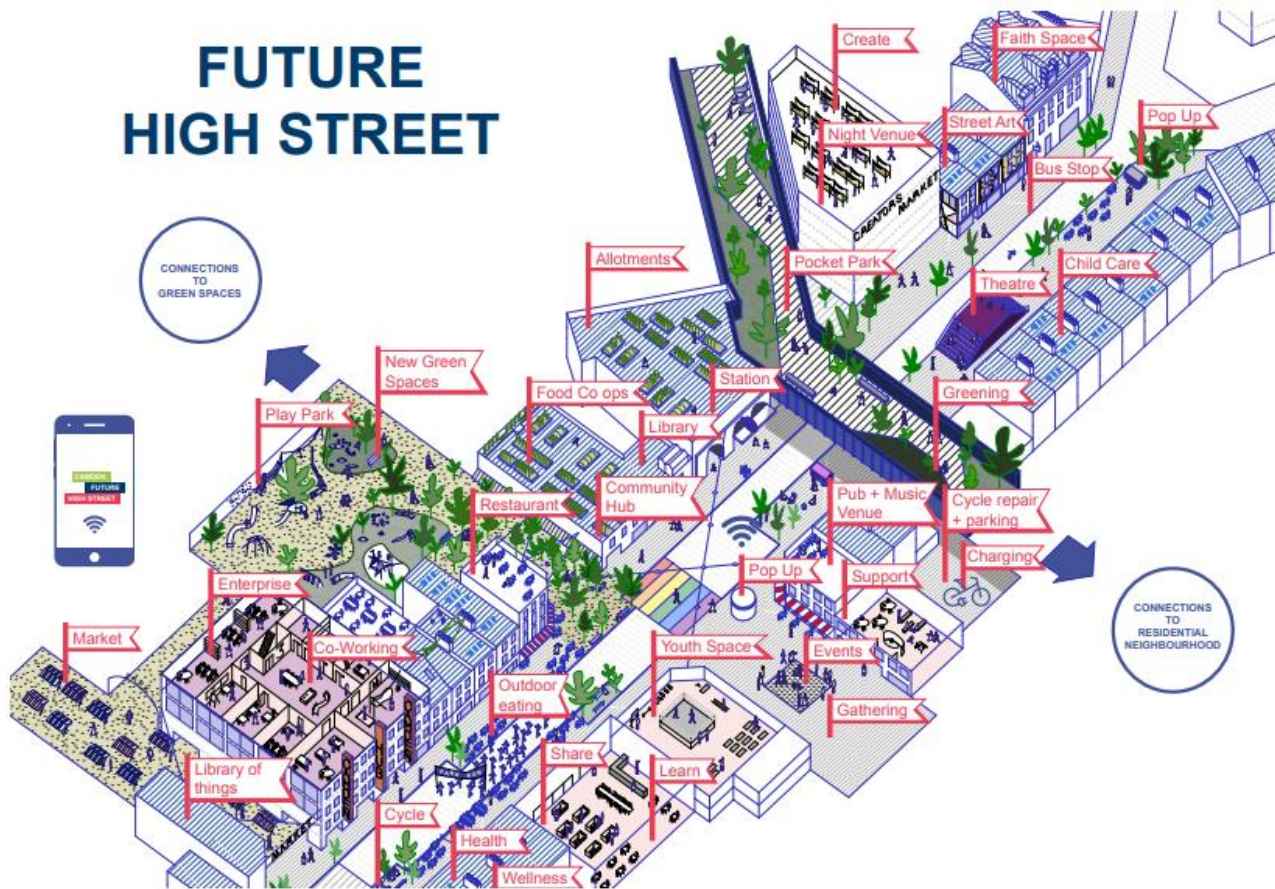 FUTURE
HIGH STREET
Create
Faith Space
Night Venue
Street Art
Pop Up
Bus Stop
CREATORS MARKET
CONNECTIONS
TO
GREEN SPACES
Allotments
Pocket Park
Child Care
Theatre
New Green
Spaces
Station
Food Co ops
Greening
Play Park
Library
CAMDEN
FUTURE
HIGH STREET
Restaurant
Community
Hub
Pub + Music
Venue
Cycle repair
+ parking
Charging
Enterprise
Pop Up
Support
CONNECTIONS
TO
RESIDENTIAL
NEIGHBOURHOOD
Market
Co-Working
Youth Space
Events
Outdoor
eating
Gathering
Library of
things
Share
Learn
MARKET
Cycle
Health
Wellness